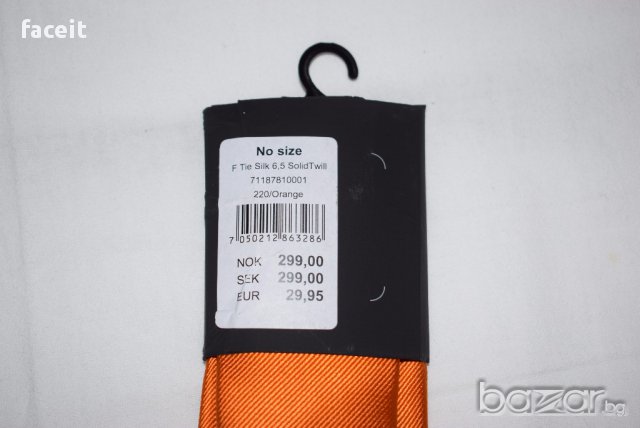 faceit
No size
F Tie Silk 6,5 SolidTwill
71187810001
220/Orange
7 050212 863286
NOK 299,00
SEK 299,00
EUR 29,95
bazar.bg